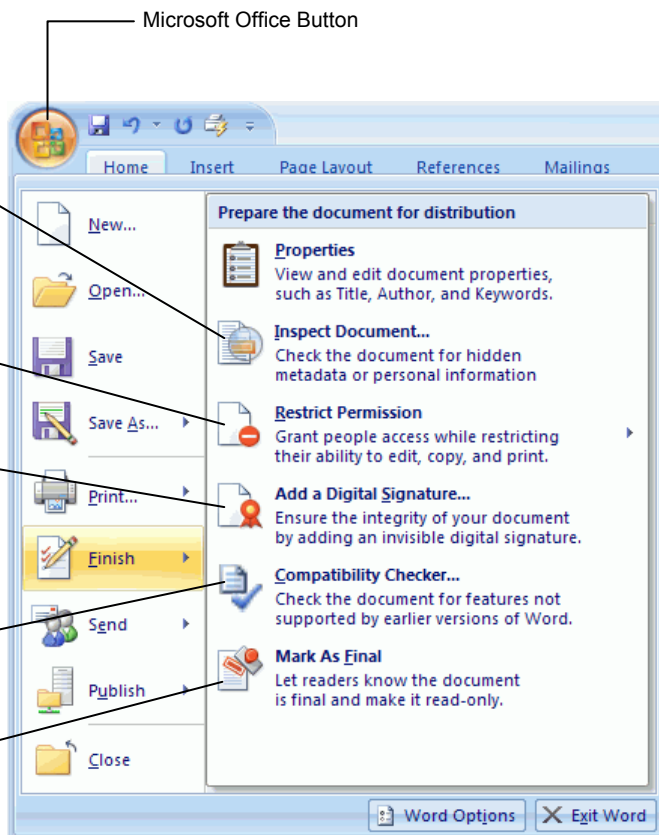 Microsoft Office Button
Home Insert Page Layout References Mailings
New...
Open...
Save
Save As...
Print...
Finish
Send
Publish
Close
Prepare the document for distribution
Properties
View and edit document properties,
such as Title, Author, and Keywords.
Inspect Document...
Check the document for hidden
metadata or personal information
Restrict Permission
Grant people access while restricting
their ability to edit, copy, and print.
Add a Digital Signature...
Ensure the integrity of your document
by adding an invisible digital signature.
Compatibility Checker...
Check the document for features not
supported by earlier versions of Word.
Mark As Final
Let readers know the document
is final and make it read-only.
Word Options Exit Word